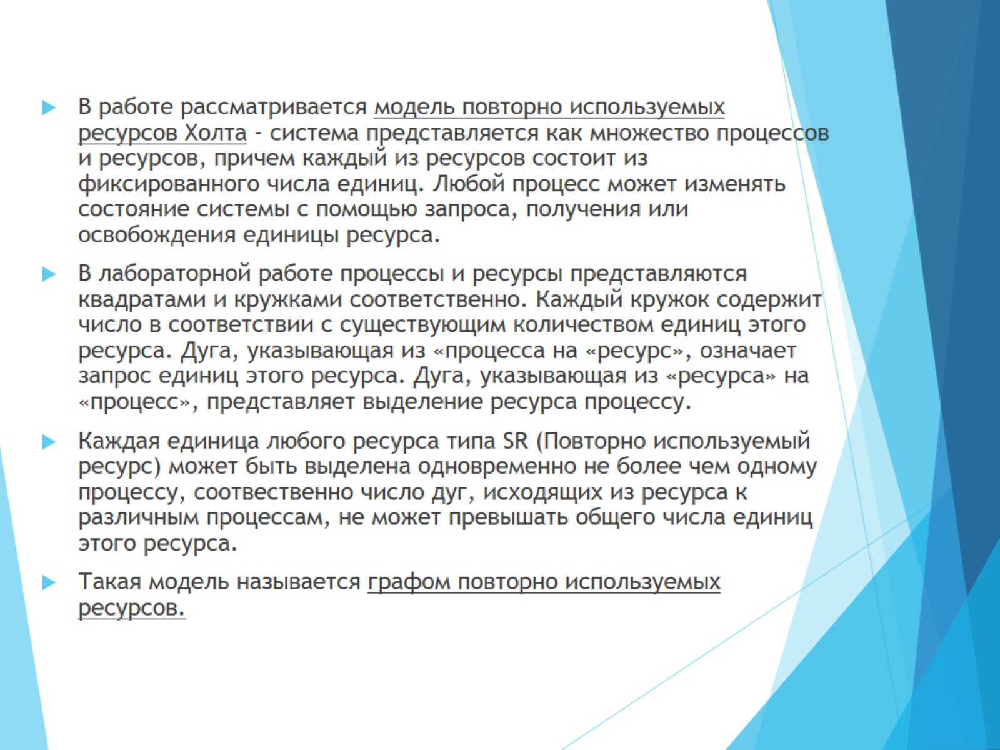 В работе рассматривается модель повторно используемых
ресурсов Холта - система представляется как множество процессов
и ресурсов, причем каждый из ресурсов состоит из
фиксированного числа единиц. Любой процесс может изменять
состояние системы с помощью запроса, получения или
освобождения единицы ресурса.
В лабораторной работе процессы и ресурсы представляются
квадратами и кружками соответственно. Каждый кружок содержит
число в соответствии с существующим количеством единиц этого
ресурса. Дуга, указывающая из «процесса на «ресурс», означает
запрос единиц этого ресурса. Дуга, указывающая из «ресурса» на
«процесс», представляет выделение ресурса процессу.
Каждая единица любого ресурса типа SR (Повторно используемый
ресурс) может быть выделена одновременно не более чем одному
процессу, соотвественно число дуг, исходящих из ресурса к
различным процессам, не может превышать общего числа единиц
этого ресурса.
Такая модель называется графом повторно используемых
ресурсов.